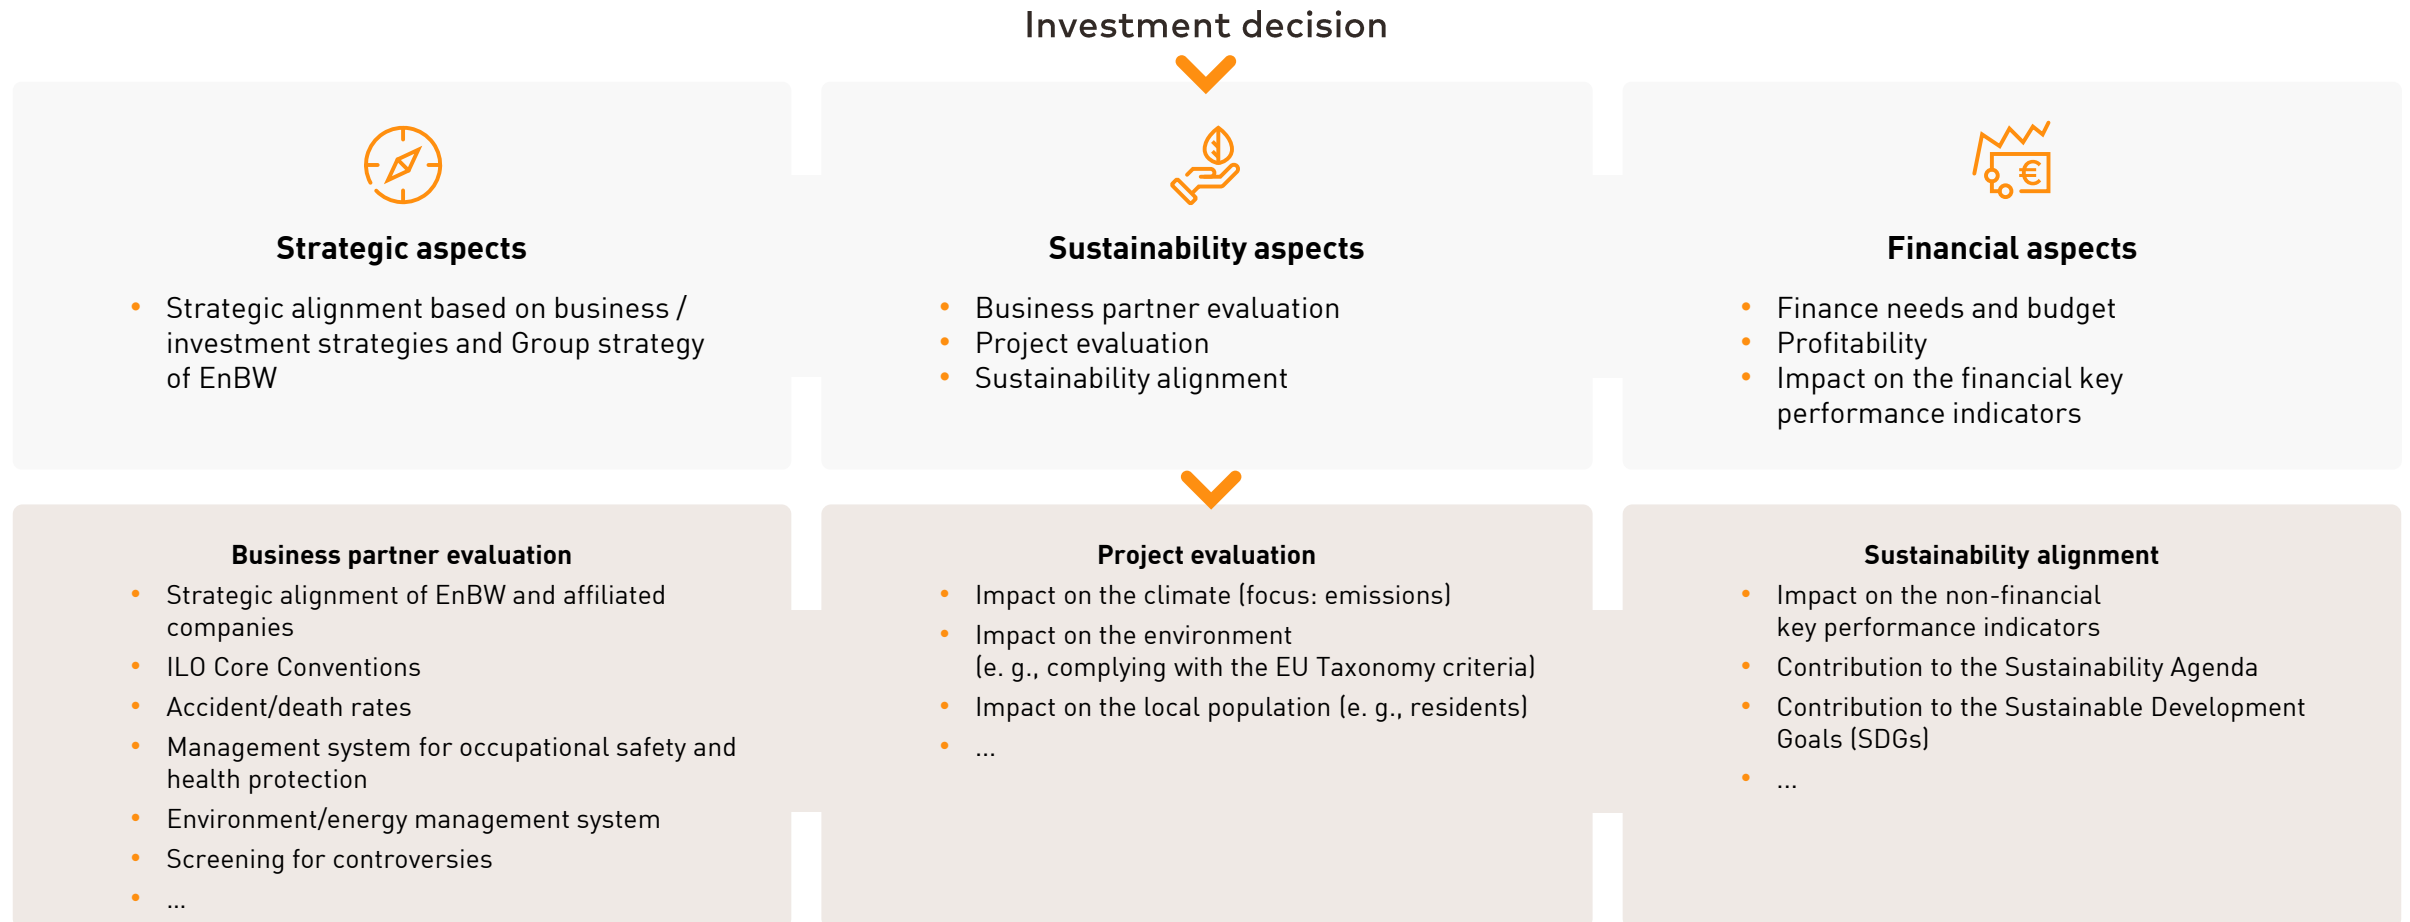 Investment decision
Strategic aspects
• Strategic alignment based on business /
investment strategies and Group strategy
of EnBW
Sustainability aspects
• Business partner evaluation
• Project evaluation
• Sustainability alignment
Financial aspects
• Finance needs and budget
• Profitability
• Impact on the financial key
performance indicators
Business partner evaluation
• Strategic alignment of EnBW and affiliated
companies
• ILO Core Conventions
• Accident/death rates
• Management system for occupational safety and
health protection
• Environment/energy management system
• Screening for controversies
• ...
Project evaluation
• Impact on the climate (focus: emissions)
• Impact on the environment
(e. g., complying with the EU Taxonomy criteria)
• Impact on the local population (e. g., residents)
• ...
Sustainability alignment
• Impact on the non-financial
key performance indicators
• Contribution to the Sustainability Agenda
• Contribution to the Sustainable Development
Goals (SDGs)
• ...